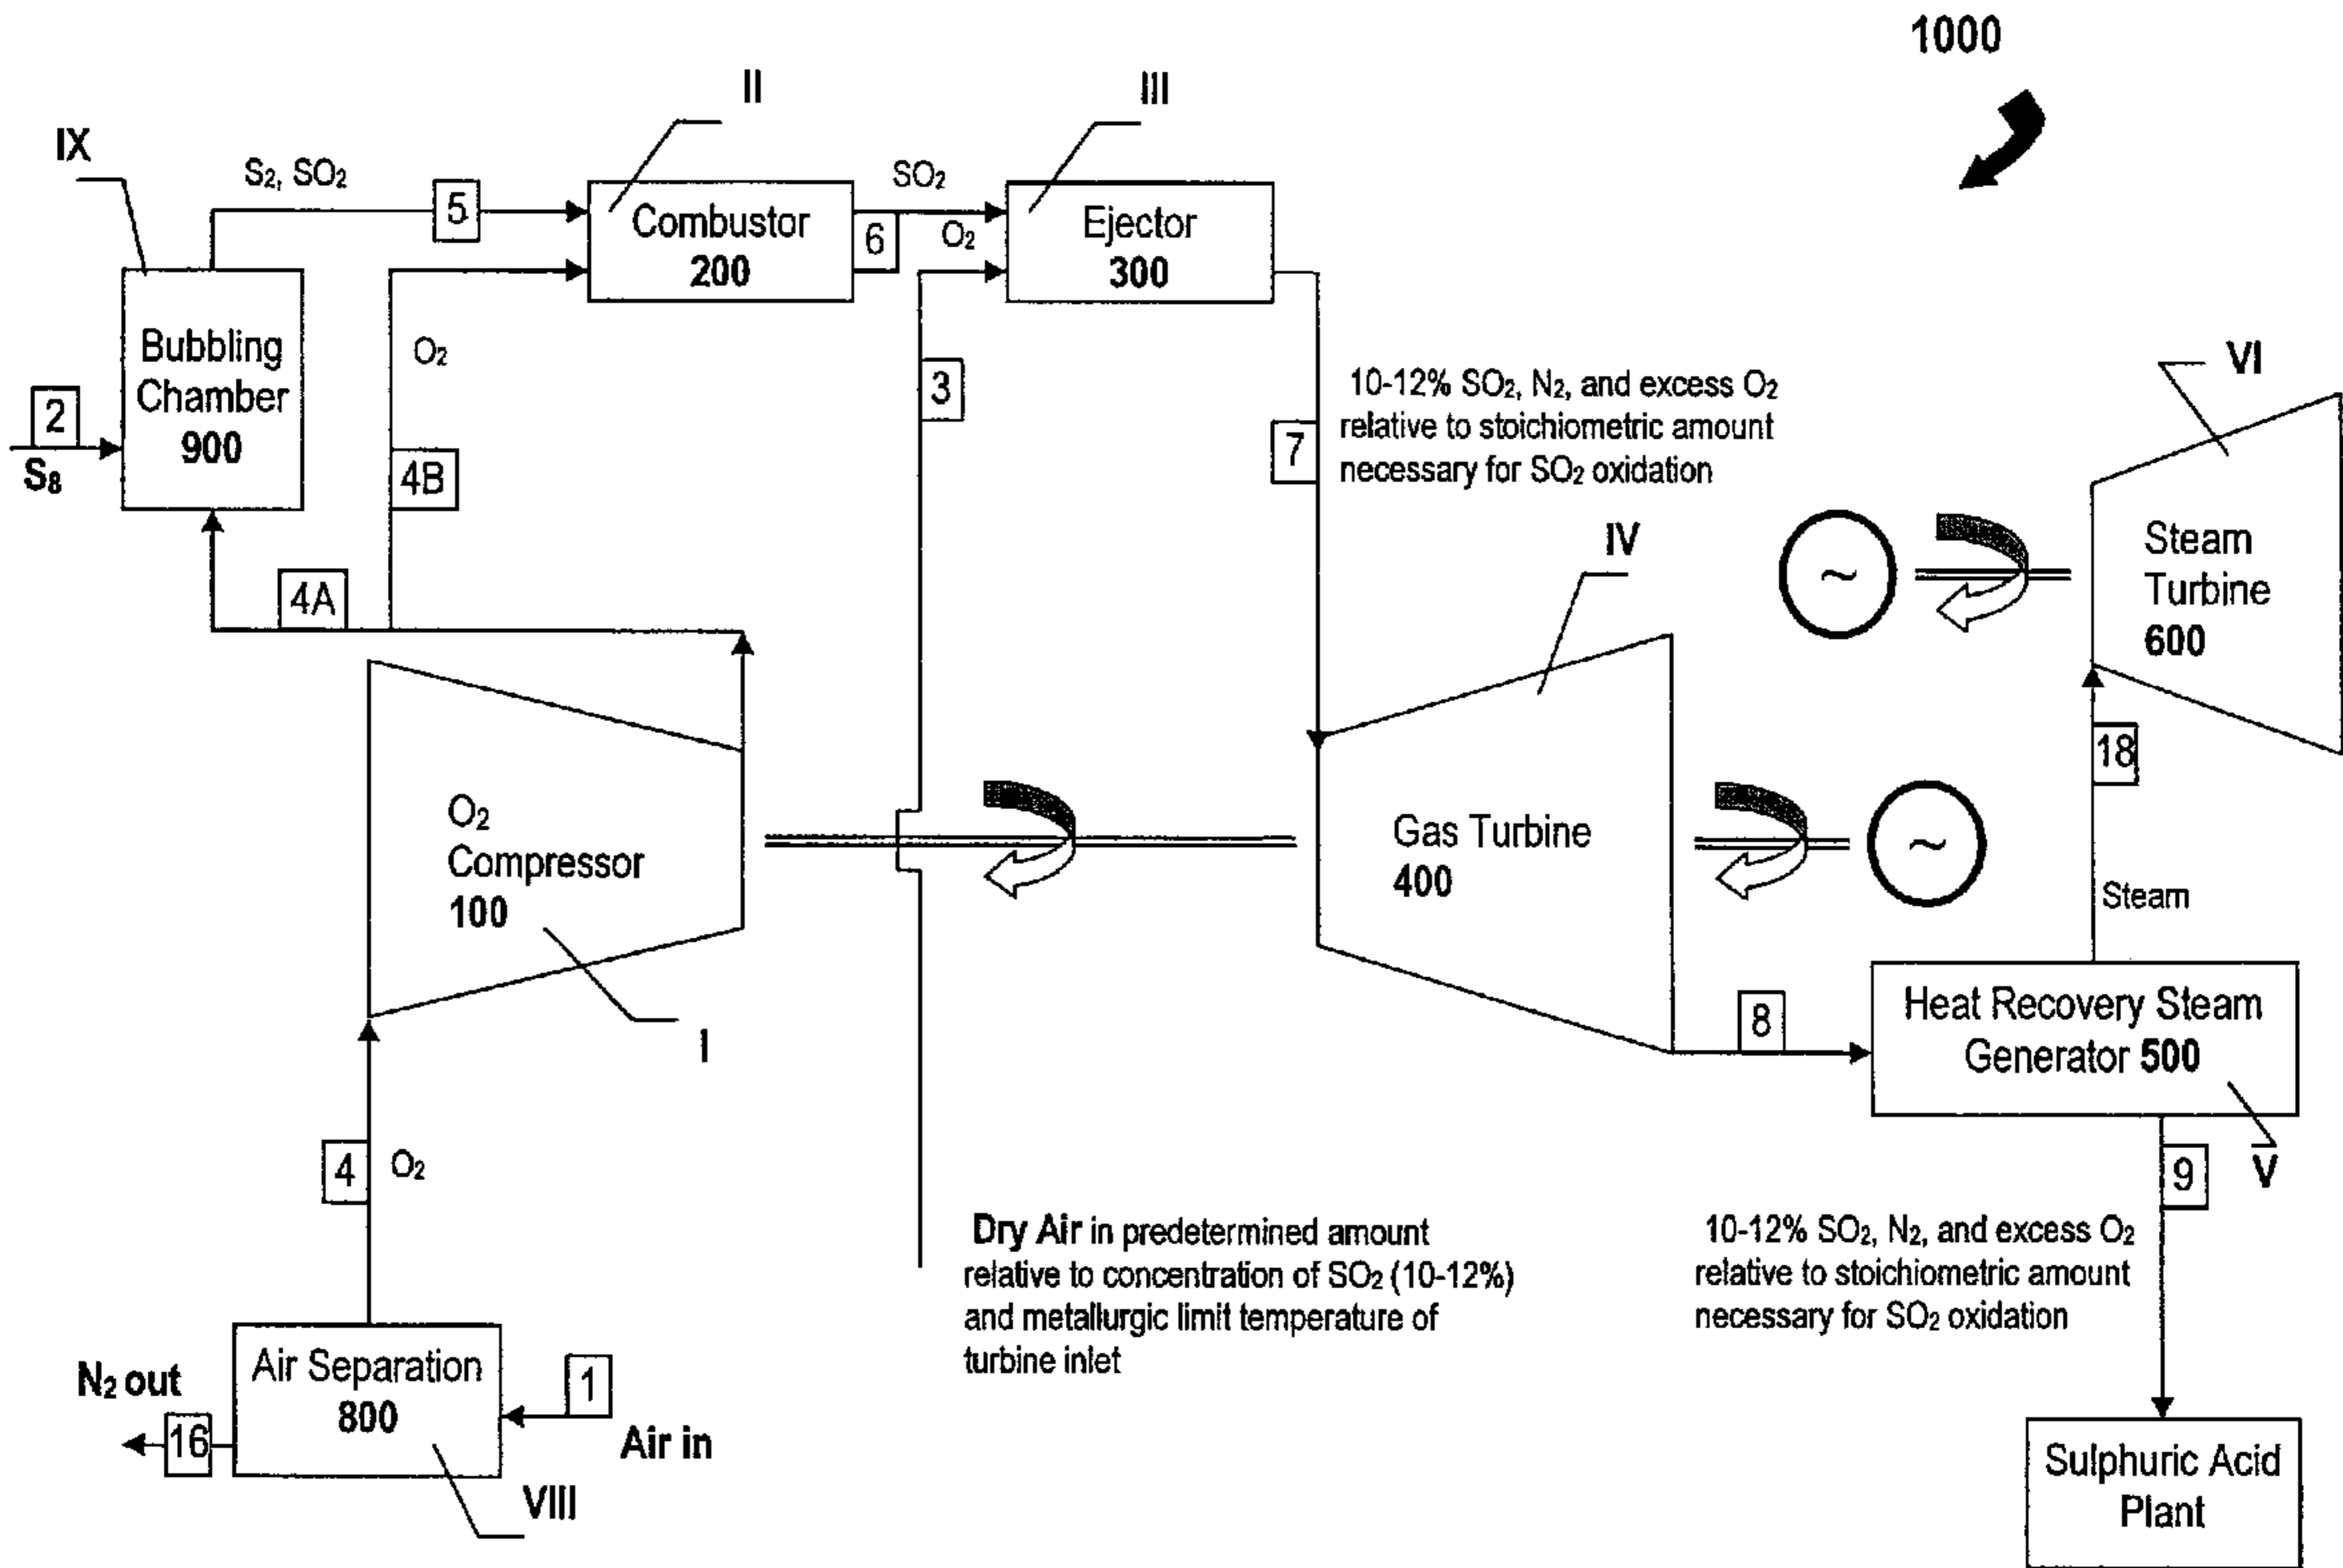 1000
II
III
IX
S₂, SO₂
5
Combustor
200
SO₂
6
O₂
Ejector
300
Bubbling
Chamber
900
2
S₈
O₂
4B
4A
3
7
10-12% SO₂, N₂, and excess O₂
relative to stoichiometric amount
necessary for SO₂ oxidation
VI
IV
~
Steam
Turbine
600
18
O₂
Compressor
100
I
Gas Turbine
400
~
Steam
8
Heat Recovery Steam
Generator 500
V
9
4
O₂
Dry Air in predetermined amount
relative to concentration of SO₂ (10-12%)
and metallurgic limit temperature of
turbine inlet
10-12% SO₂, N₂, and excess O₂
relative to stoichiometric amount
necessary for SO₂ oxidation
N₂ out
16
Air Separation
800
1
Air in
VIII
Sulphuric Acid
Plant